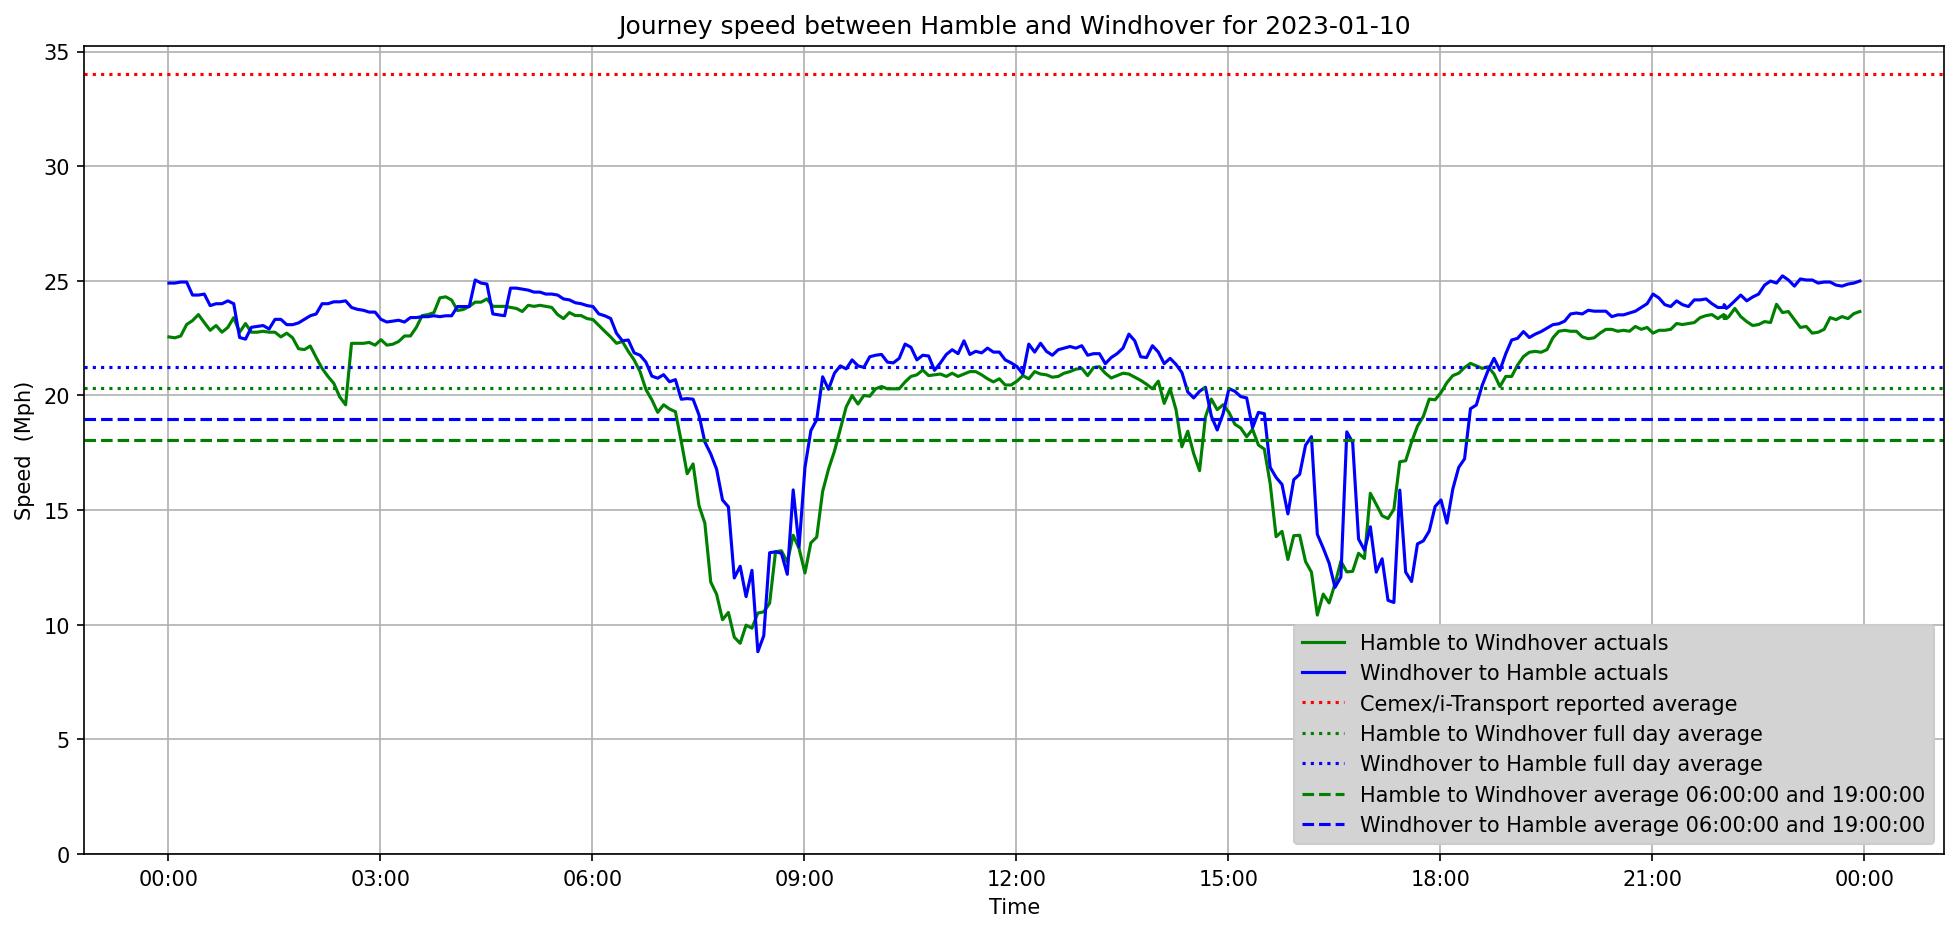 Journey speed between Hamble and Windhover for 2023-01-10
35
30
25
20
15
10
5
0
Speed (Mph)
00:00 03:00 06:00 09:00 12:00 15:00 18:00 21:00 00:00
Time
Hamble to Windhover actuals
Windhover to Hamble actuals
Cemex/i-Transport reported average
Hamble to Windhover full day average
Windhover to Hamble full day average
Hamble to Windhover average 06:00:00 and 19:00:00
Windhover to Hamble average 06:00:00 and 19:00:00